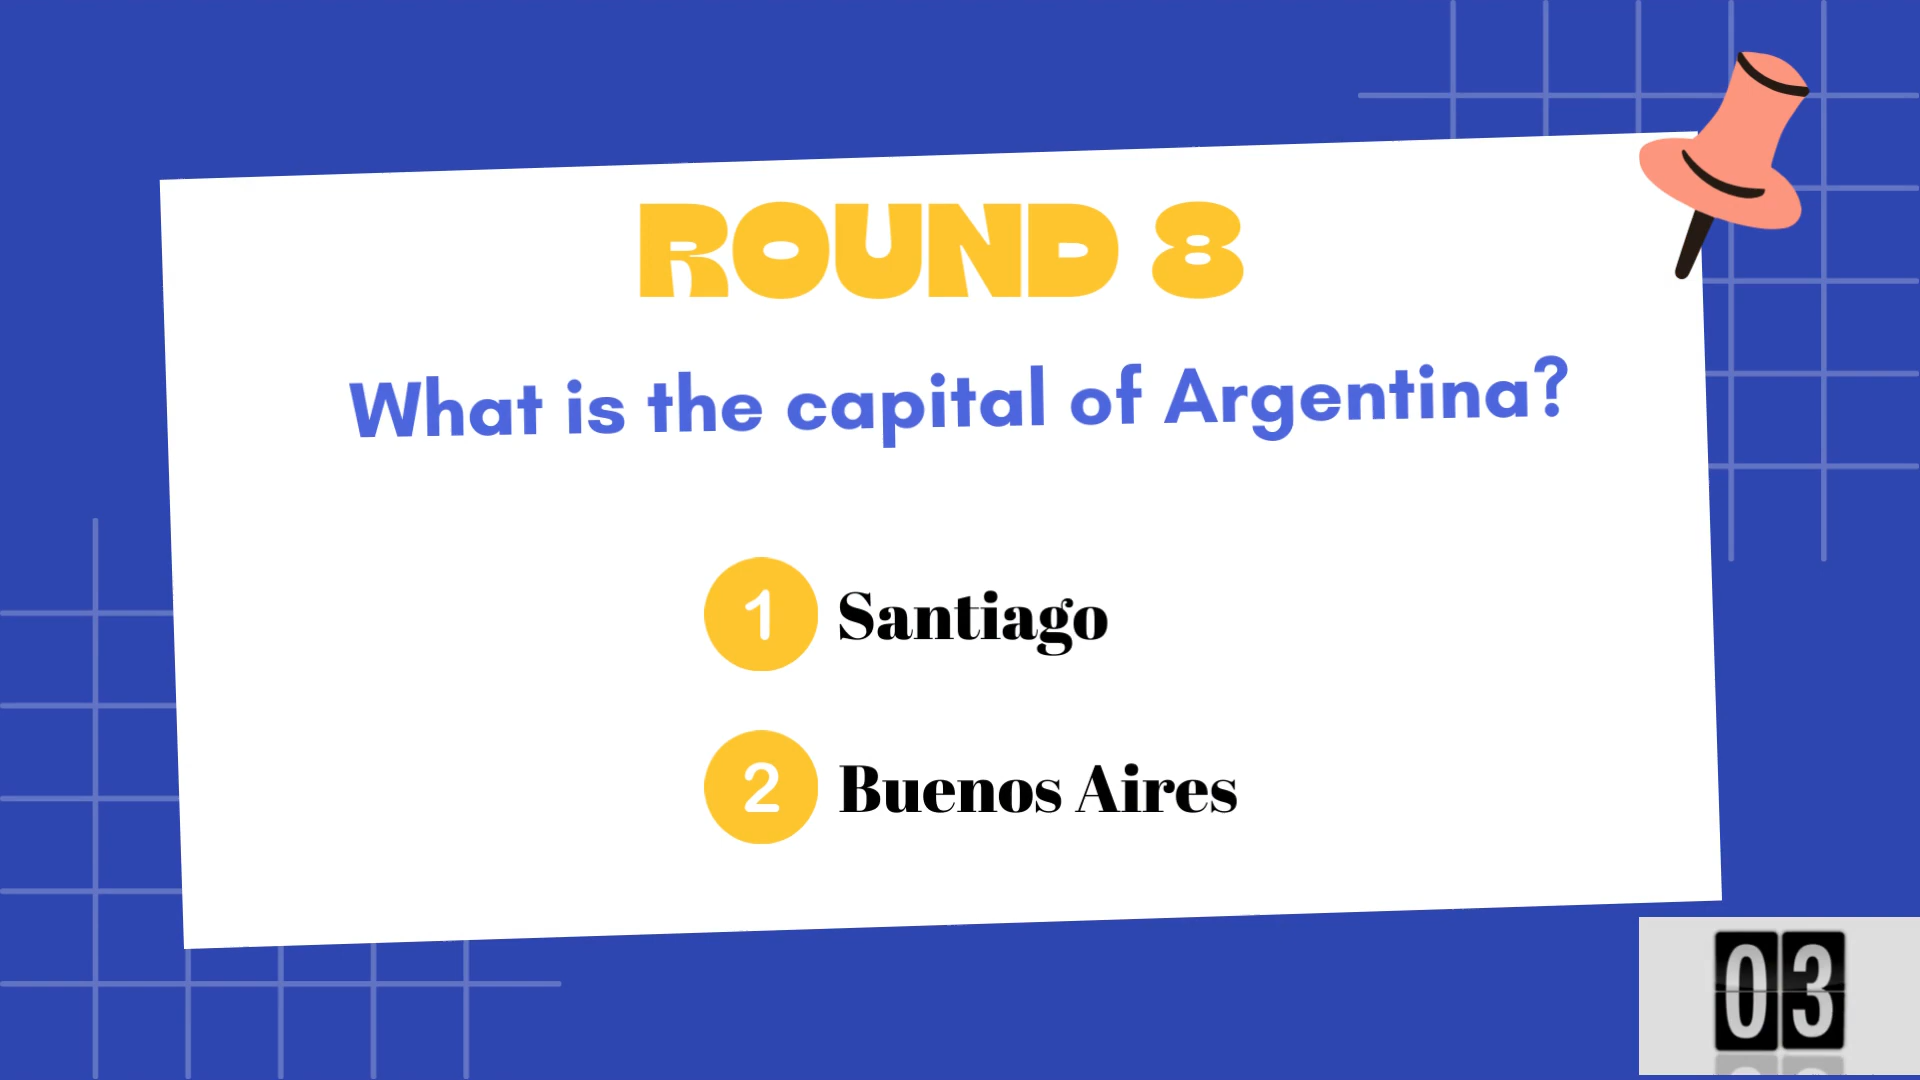 ROUND 8
What is the capital of Argentina?
1 Santiago
2 Buenos Aires
03